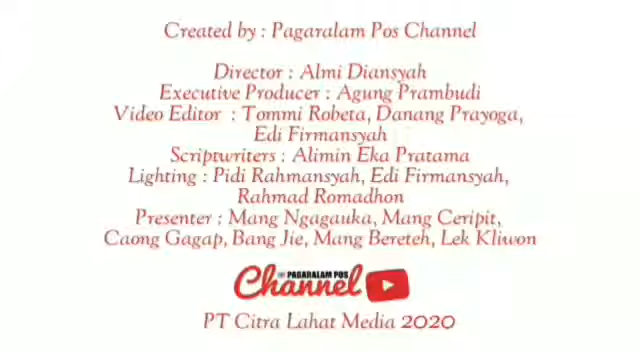 Created by : Pagaralam Pos Channel
Director : Almi Diansyah
Executive Producer : Agung Prambudi
Video Editor : Tommi Robeta, Danang Prayoga,
Edi Firmansyah
Scriptwriters : Alimin Eka Pratama
Lighting : Pidi Rahmansyah, Edi Firmansyah,
Rahmad Romadhon
Presenter : Mang Ngagauka, Mang Ceripit,
Caong Gagap, Bang Jie, Mang Bereteh, Lek Kliwon
PAGARALAM POS
Channel
PT Citra Lahat Media 2020